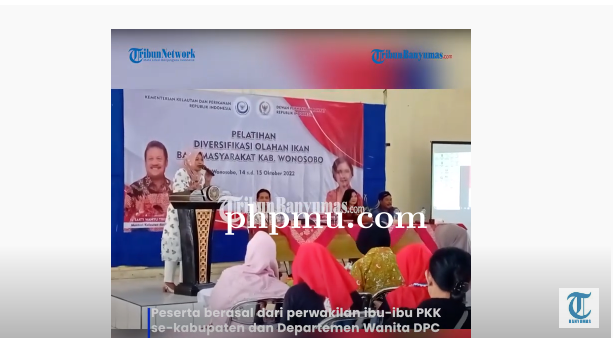 TribunNetwork
TribunBanyumas.com
KEMENTERIAN KELAUTAN DAN PERIKANAN
REPUBLIK INDONESIA
REPUBLIK
PELATIHAN
DIVERSIFIKASI OLAHAN IKAN
MASYARAKAT KAB. WONOSOBO
Wonosobo, 14 s.d. 15 Oktober 2022
TribunBanyumas.com
phpmu.com
Peserta berasal dari perwakilan ibu-ibu PKK
se-kabupaten dan Departemen Wanita DPC
T
BANYUMAS